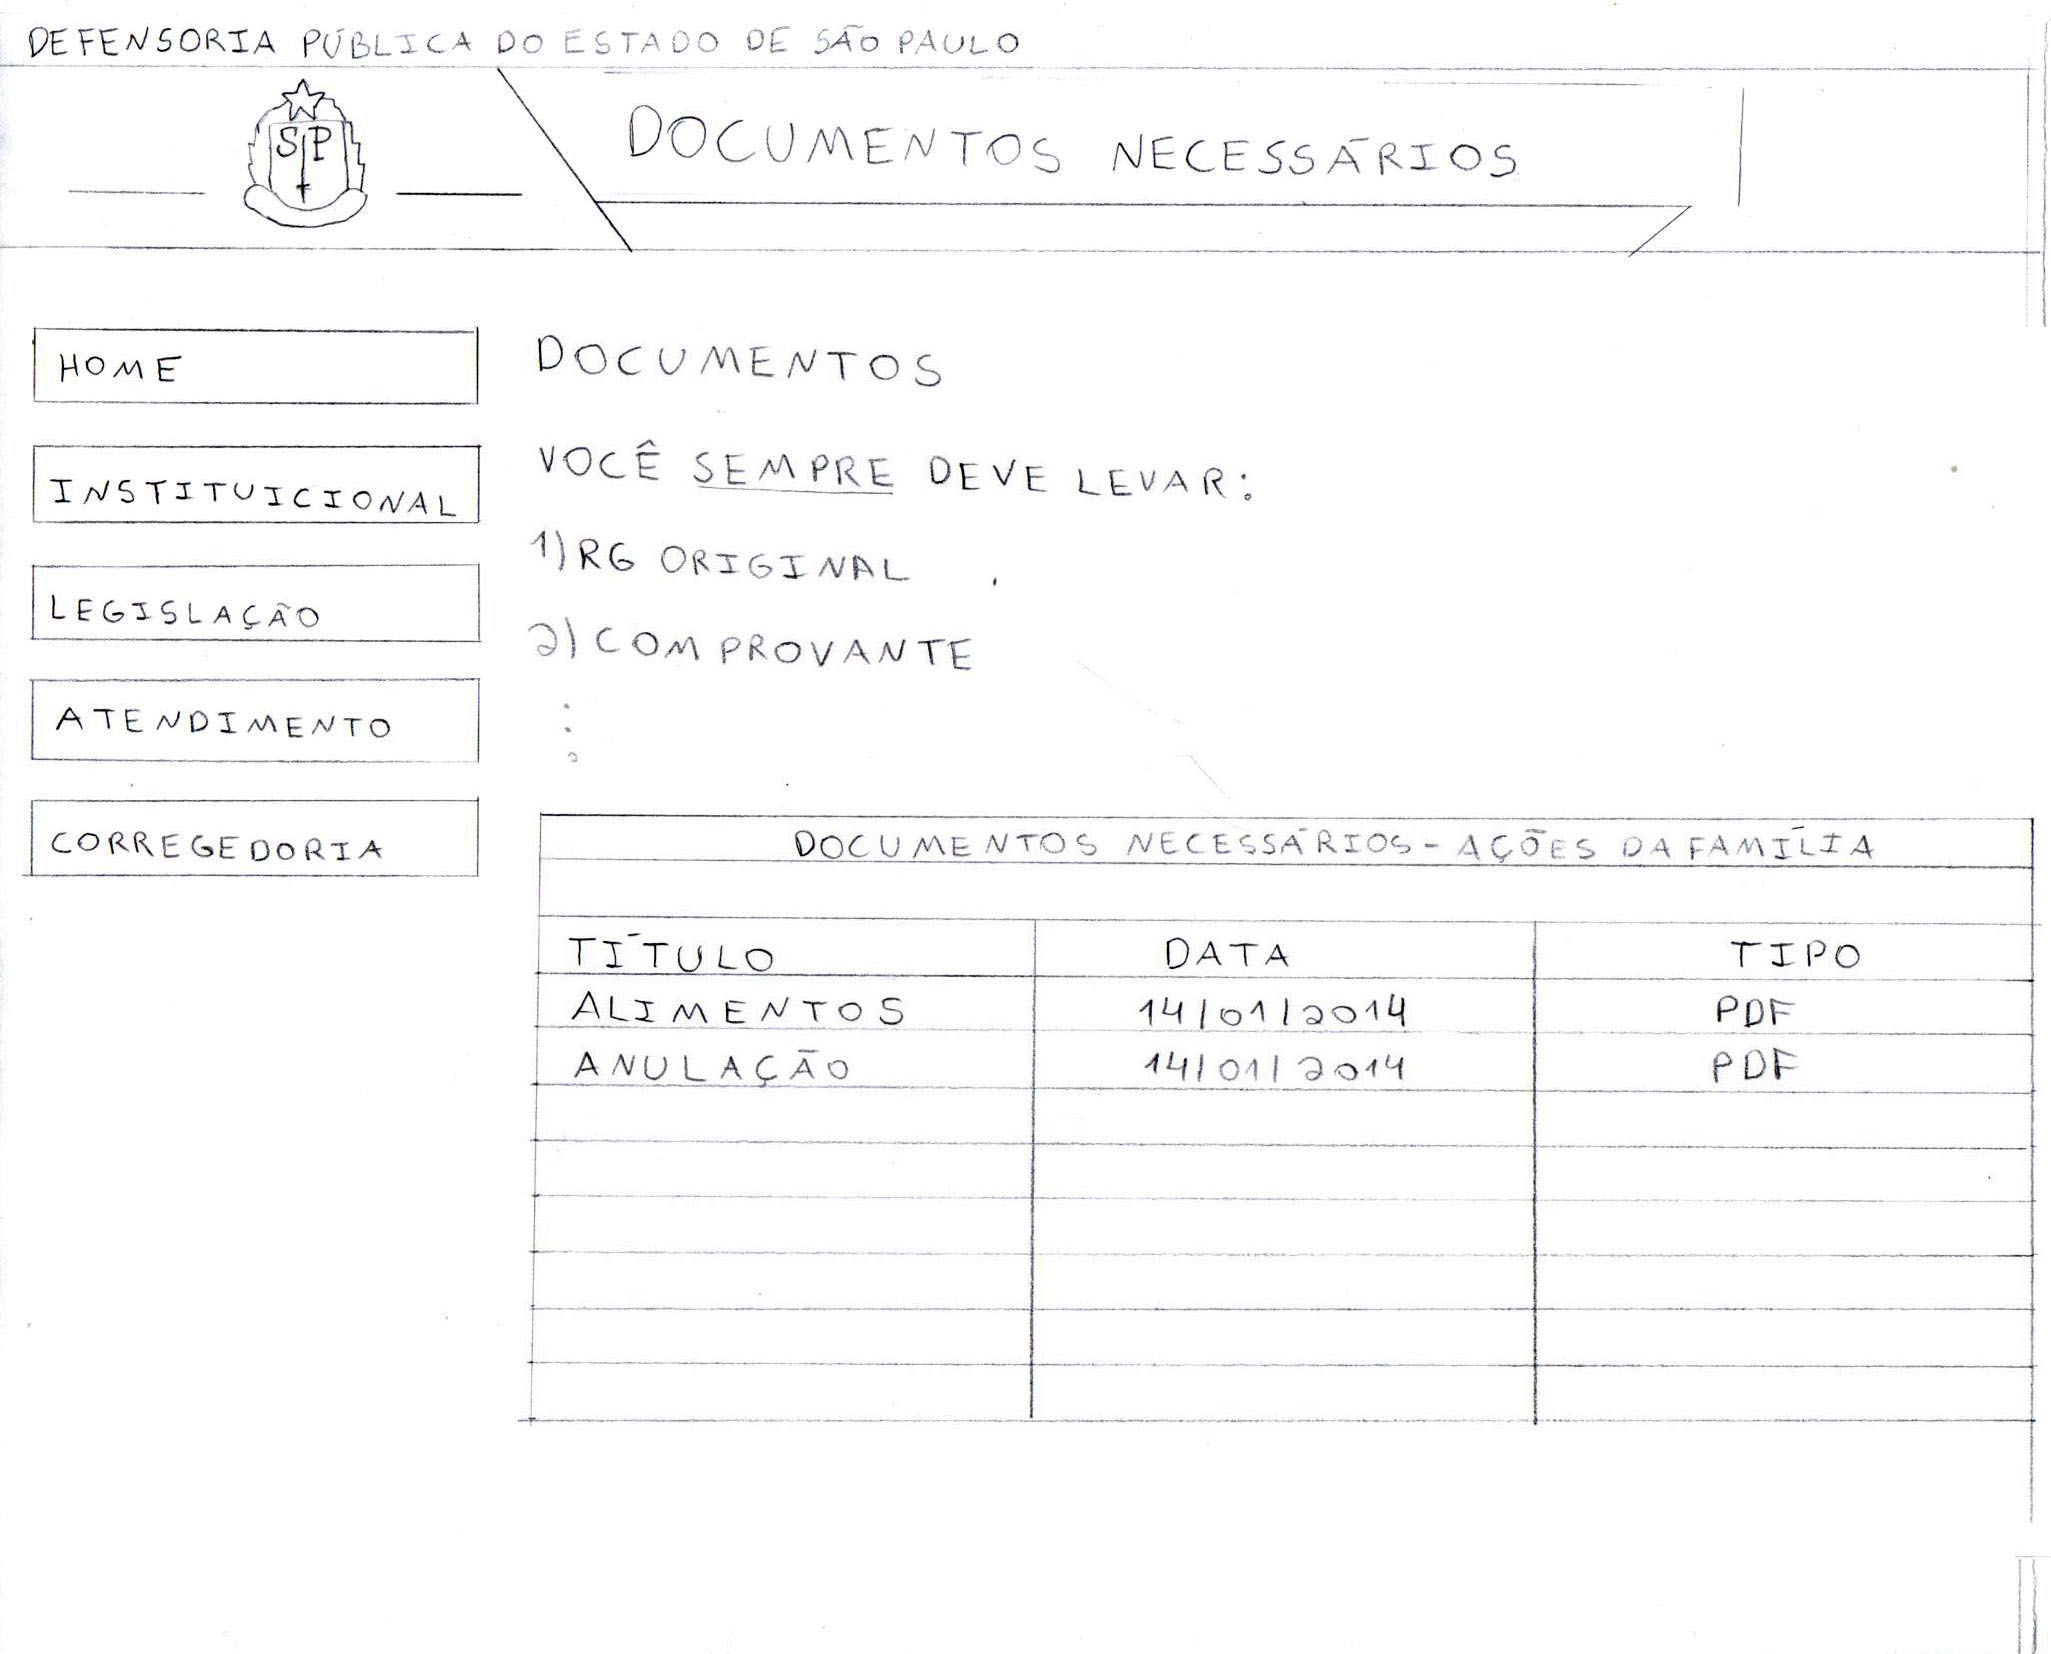 DEFENSORIA PÚBLICA DO ESTADO DE SÃO PAULO
SP
DOCUMENTOS NECESSÁRIOS
HOME
INSTITUICIONAL
LEGISLAÇÃO
ATENDIMENTO
CORREGEDORIA
DOCUMENTOS
VOCÊ SEMPRE DEVE LEVAR:
1) RG ORIGINAL
2) COMPROVANTE
DOCUMENTOS NECESSÁRIOS - AÇÕES DA FAMÍLIA
TÍTULO DATA TIPO
ALIMENTOS 14/01/2014 PDF
ANULAÇÃO 14/01/2014 PDF